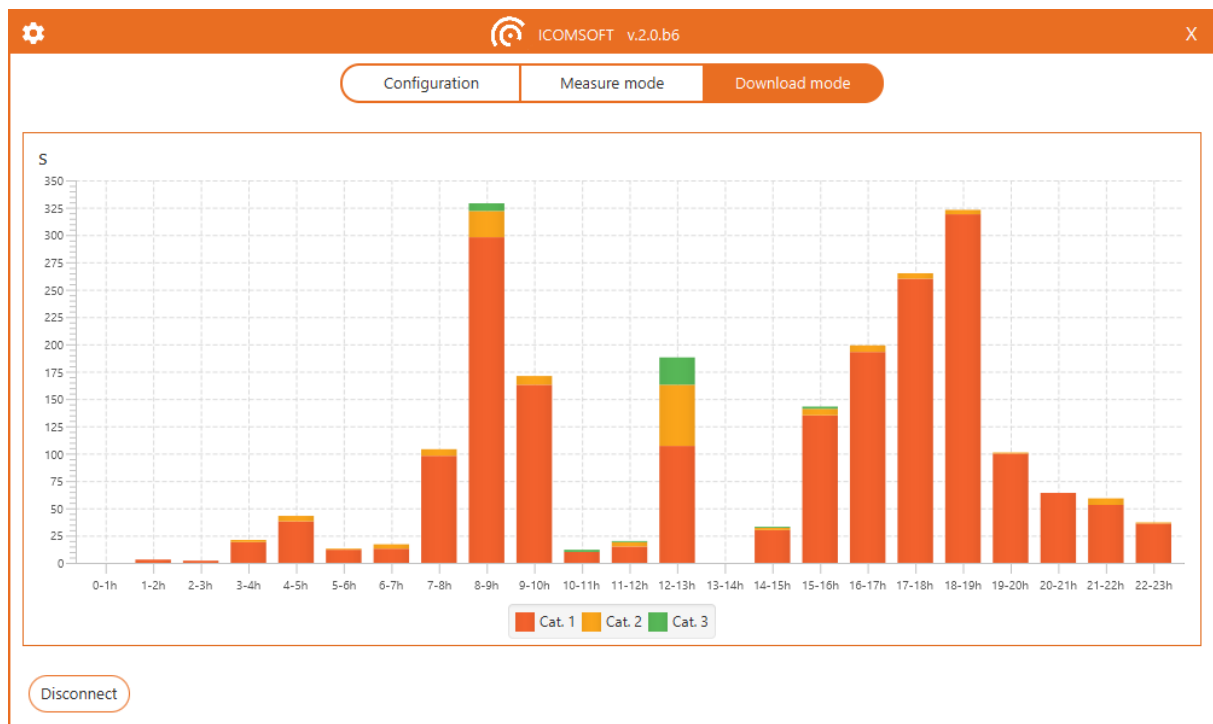 ICOMSOFT v.2.0.b6 X
Configuration Measure mode Download mode
S
350
325
300
275
250
225
200
175
150
125
100
75
50
25
0
0-1h 1-2h 2-3h 3-4h 4-5h 5-6h 6-7h 7-8h 8-9h 9-10h 10-11h 11-12h 12-13h 13-14h 14-15h 15-16h 16-17h 17-18h 18-19h 19-20h 20-21h 21-22h 22-23h
Cat. 1 Cat. 2 Cat. 3
Disconnect